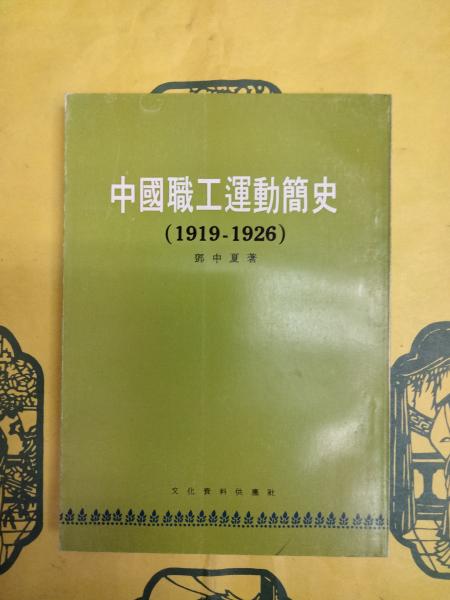 中國職工運動簡史
(1919-1926)
鄧中夏著
文化資料供應社